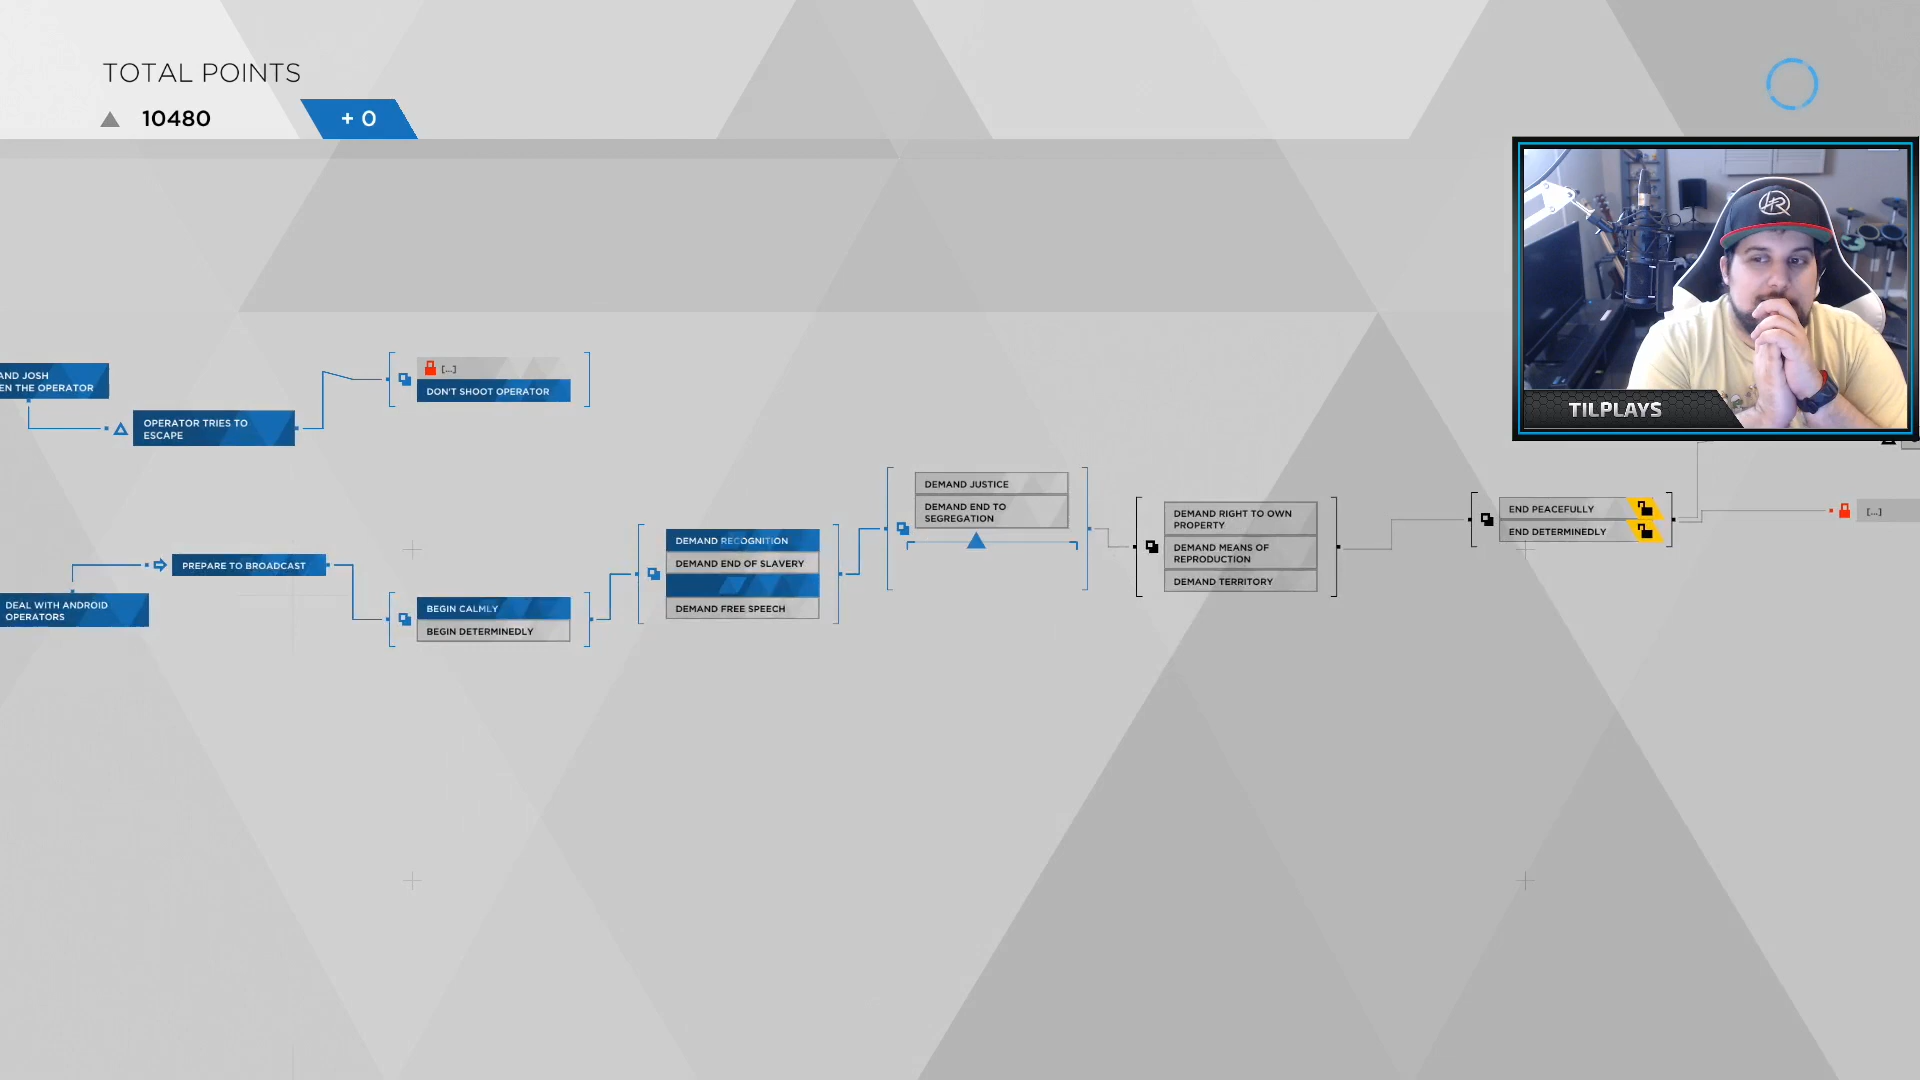 TOTAL POINTS
10480
+ 0
AND JOSH
EN THE OPERATOR
OPERATOR TRIES TO
ESCAPE
[...]
DON'T SHOOT OPERATOR
DEAL WITH ANDROID
OPERATORS
PREPARE TO BROADCAST
BEGIN CALMLY
BEGIN DETERMINEDLY
DEMAND RECOGNITION
DEMAND END OF SLAVERY
DEMAND FREE SPEECH
DEMAND JUSTICE
DEMAND END TO
SEGREGATION
DEMAND RIGHT TO OWN
PROPERTY
DEMAND MEANS OF
REPRODUCTION
DEMAND TERRITORY
END PEACEFULLY
END DETERMINEDLY
[...]
TILPLAYS